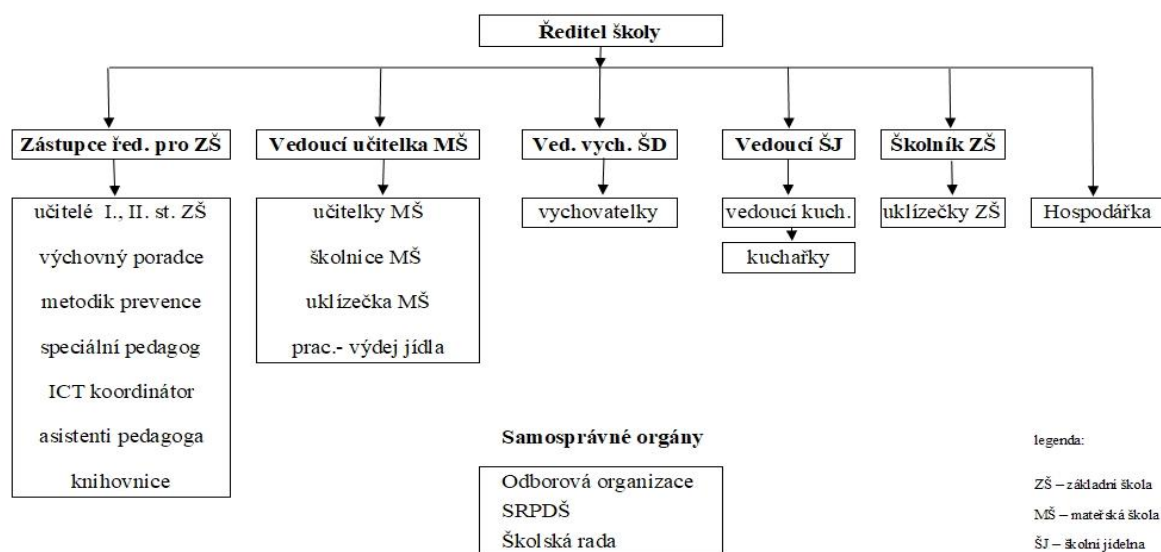 Ředitel školy
Zástupce řed. pro ZŠ
Vedoucí učitelka MŠ
Ved. vych. ŠD
Vedoucí ŠJ
Školník ZŠ
učitelé I., II. st. ZŠ
výchovný poradce
metodik prevence
speciální pedagog
ICT koordinátor
asistenti pedagoga
knihovnice
učitelky MŠ
školnice MŠ
uklízečka MŠ
prac.- výdej jídla
vychovatelky
vedoucí kuch.
kuchařky
uklízečky ZŠ
Hospodářka
Samosprávné orgány
Odborová organizace
SRPDŠ
Školská rada
legenda:
ZŠ – základní škola
MŠ – mateřská škola
ŠJ – školní jídelna